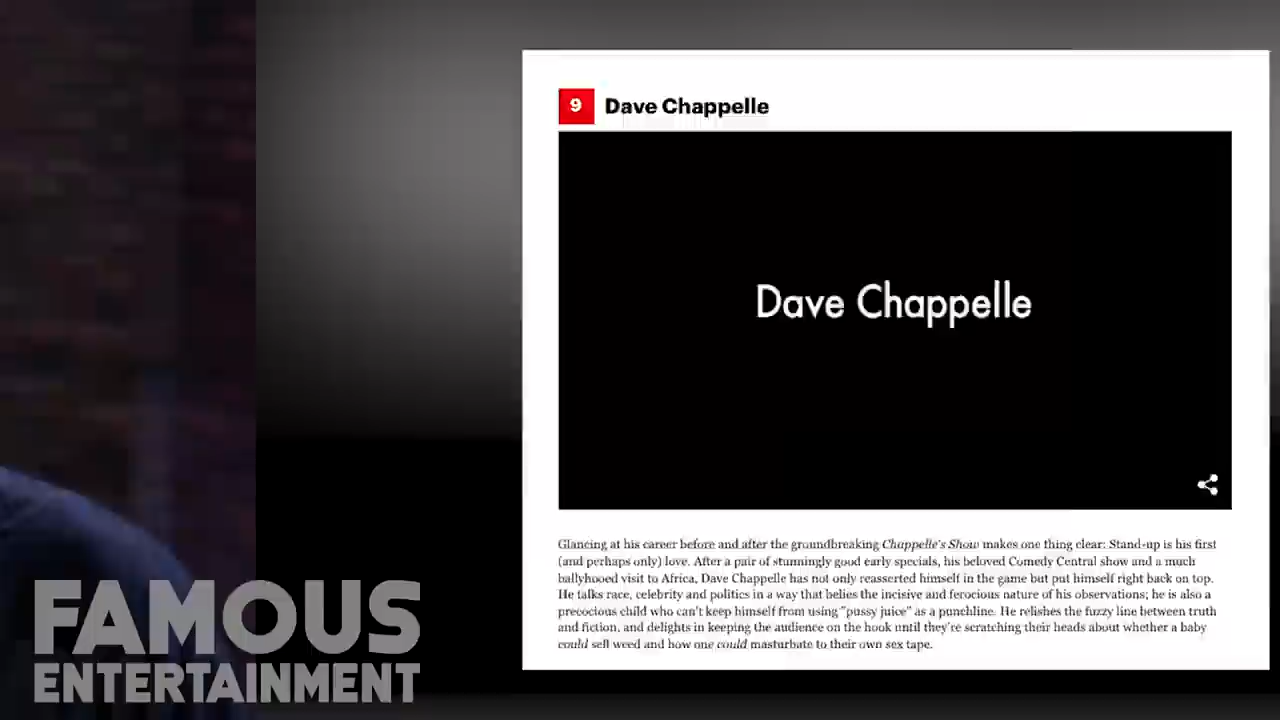 9 Dave Chappelle
Dave Chappelle
Glancing at his career before and after the groundbreaking Chappelle's Show makes one thing clear: Stand-up is his first
(and perhaps only) love. After a pair of stunningly good early specials, his beloved Comedy Central show and a much
ballyhooed visit to Africa, Dave Chappelle has not only reasserted himself in the game but put himself right back on top.
He talks race, celebrity and politics in a way that belies the incisive and ferocious nature of his observations; he is also a
precocious child who can't keep himself from using "pussy juice" as a punchline. He relishes the fuzzy line between truth
and fiction, and delights in keeping the audience on the hook until they're scratching their heads about whether a baby
could sell weed and how one could masturbate to their own sex tape.
FAMOUS
ENTERTAINMENT